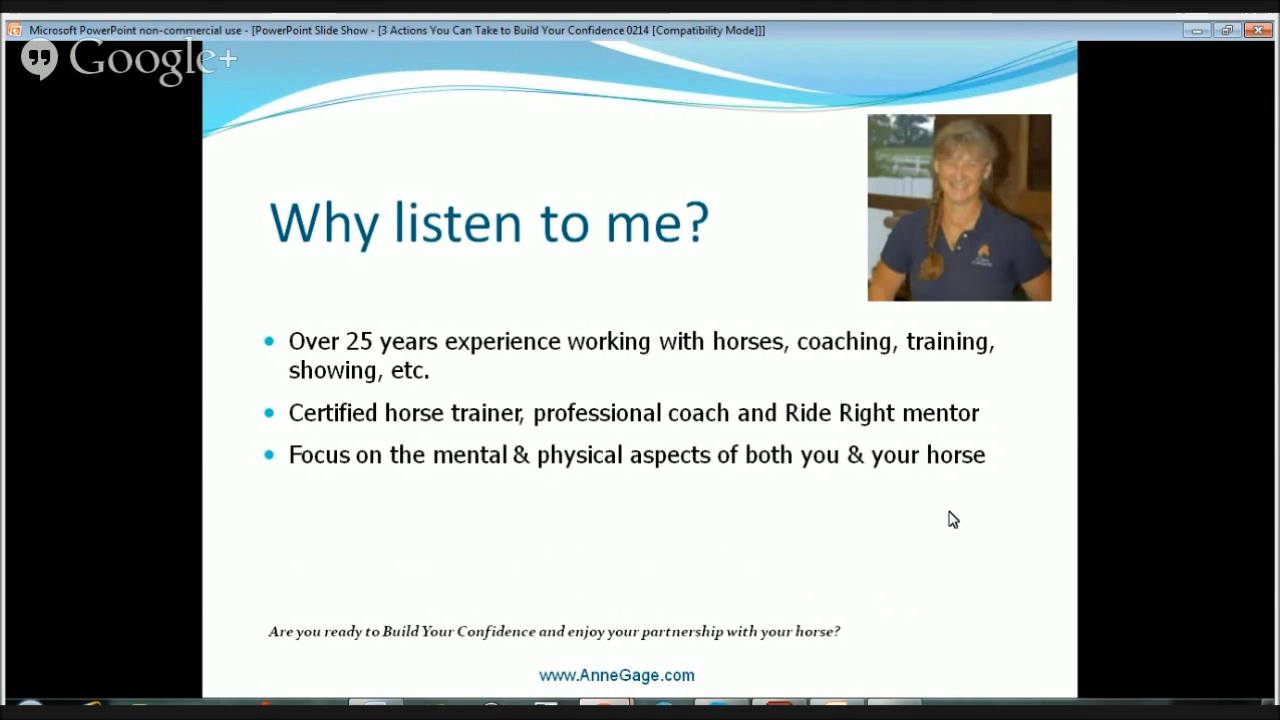 Microsoft PowerPoint non-commercial use - [PowerPoint Slide Show - [3 Actions You Can Take to Build Your Confidence 0214 [Compatibility Mode]]]
Google+
Why listen to me?
Over 25 years experience working with horses, coaching, training,
showing, etc.
Certified horse trainer, professional coach and Ride Right mentor
Focus on the mental & physical aspects of both you & your horse
Are you ready to Build Your Confidence and enjoy your partnership with your horse?
www.AnneGage.com